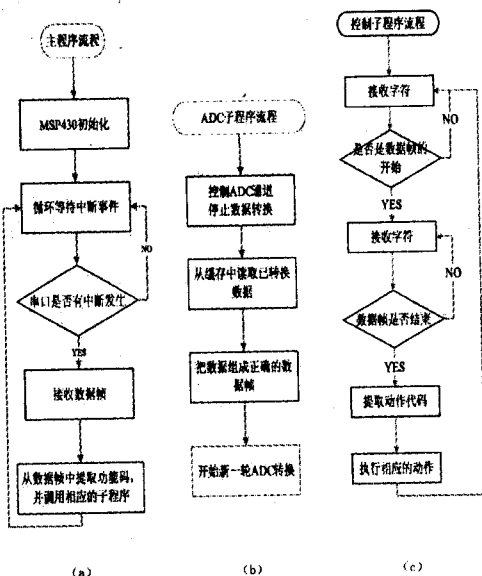 主程序流程
MSP430初始化
循环等待中断事件
NO
串口是否有中断发生
YES
接收数据帧
从数据帧中提取功能码,
并调用相应的子程序
(a)
ADC子程序流程
控制ADC通道
停止数据转换
从缓存中读取已转换
数据
把数据组成正确的数
据帧
开始新一轮ADC转换
(b)
控制子程序流程
接收字符
NO
是否是数据帧的
开始
YES
接收字符
NO
数据帧是否结束
YES
提取动作代码
执行相应的动作
(c)